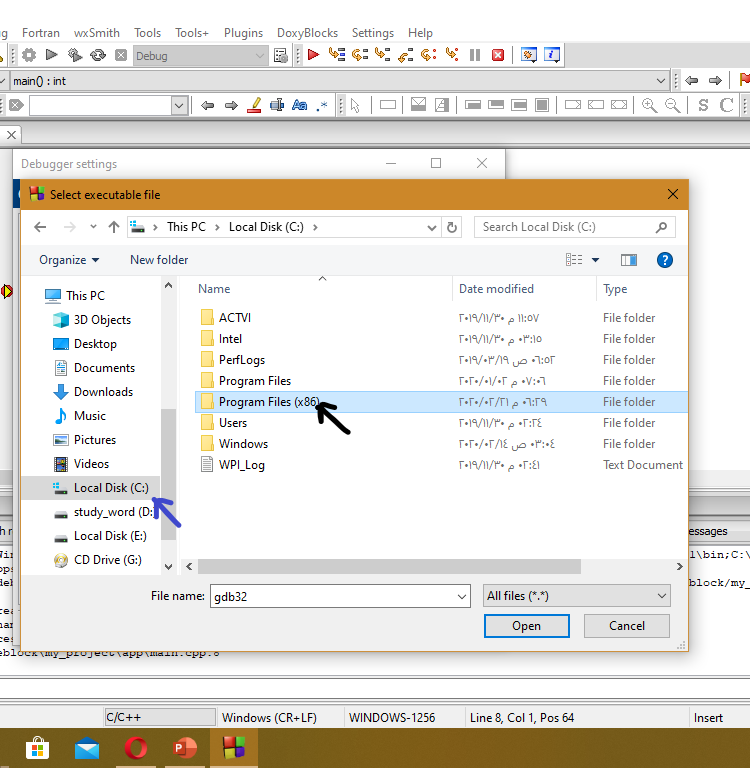 Fortran wxSmith Tools Tools+ Plugins DoxyBlocks Settings Help
Debug
main() : int
Aa .* S C
Debugger settings
Select executable file
This PC Local Disk (C:)
Search Local Disk (C:)
Organize New folder
Name Date modified Type
This PC
3D Objects
Desktop
Documents
Downloads
Music
Pictures
Videos
Local Disk (C:)
study_word (D:
Local Disk (E:)
CD Drive (G:)
ACTVI ٢٠١٩/١١/٣٠ م ١١:٥٧ File folder
Intel ٢٠١٩/١١/٣٠ م ٠٣:١٥ File folder
PerfLogs ٢٠١٩/٠٣/١٩ ص ٠٦:٥٢ File folder
Program Files ٢٠٢٠/٠١/٠٢ م ٠٧:٠٦ File folder
Program Files (x86) ٢٠٢٠/٠٢/٢١ م ٠٦:٢٩ File folder
Users ٢٠١٩/١١/٣٠ م ٠٢:٢٤ File folder
Windows ٢٠٢٠/٠٢/١٤ ص ٠٣:٠٤ File folder
WPI_Log ٢٠١٩/١١/٣٠ م ٠٢:٤١ Text Document
File name: gdb32 All files (*.*)
Open Cancel
essages
l\bin;C:\
block/my_
eblock\my_project\app\main.cpp:8
C/C++ Windows (CR+LF) WINDOWS-1256 Line 8, Col 1, Pos 64 Insert